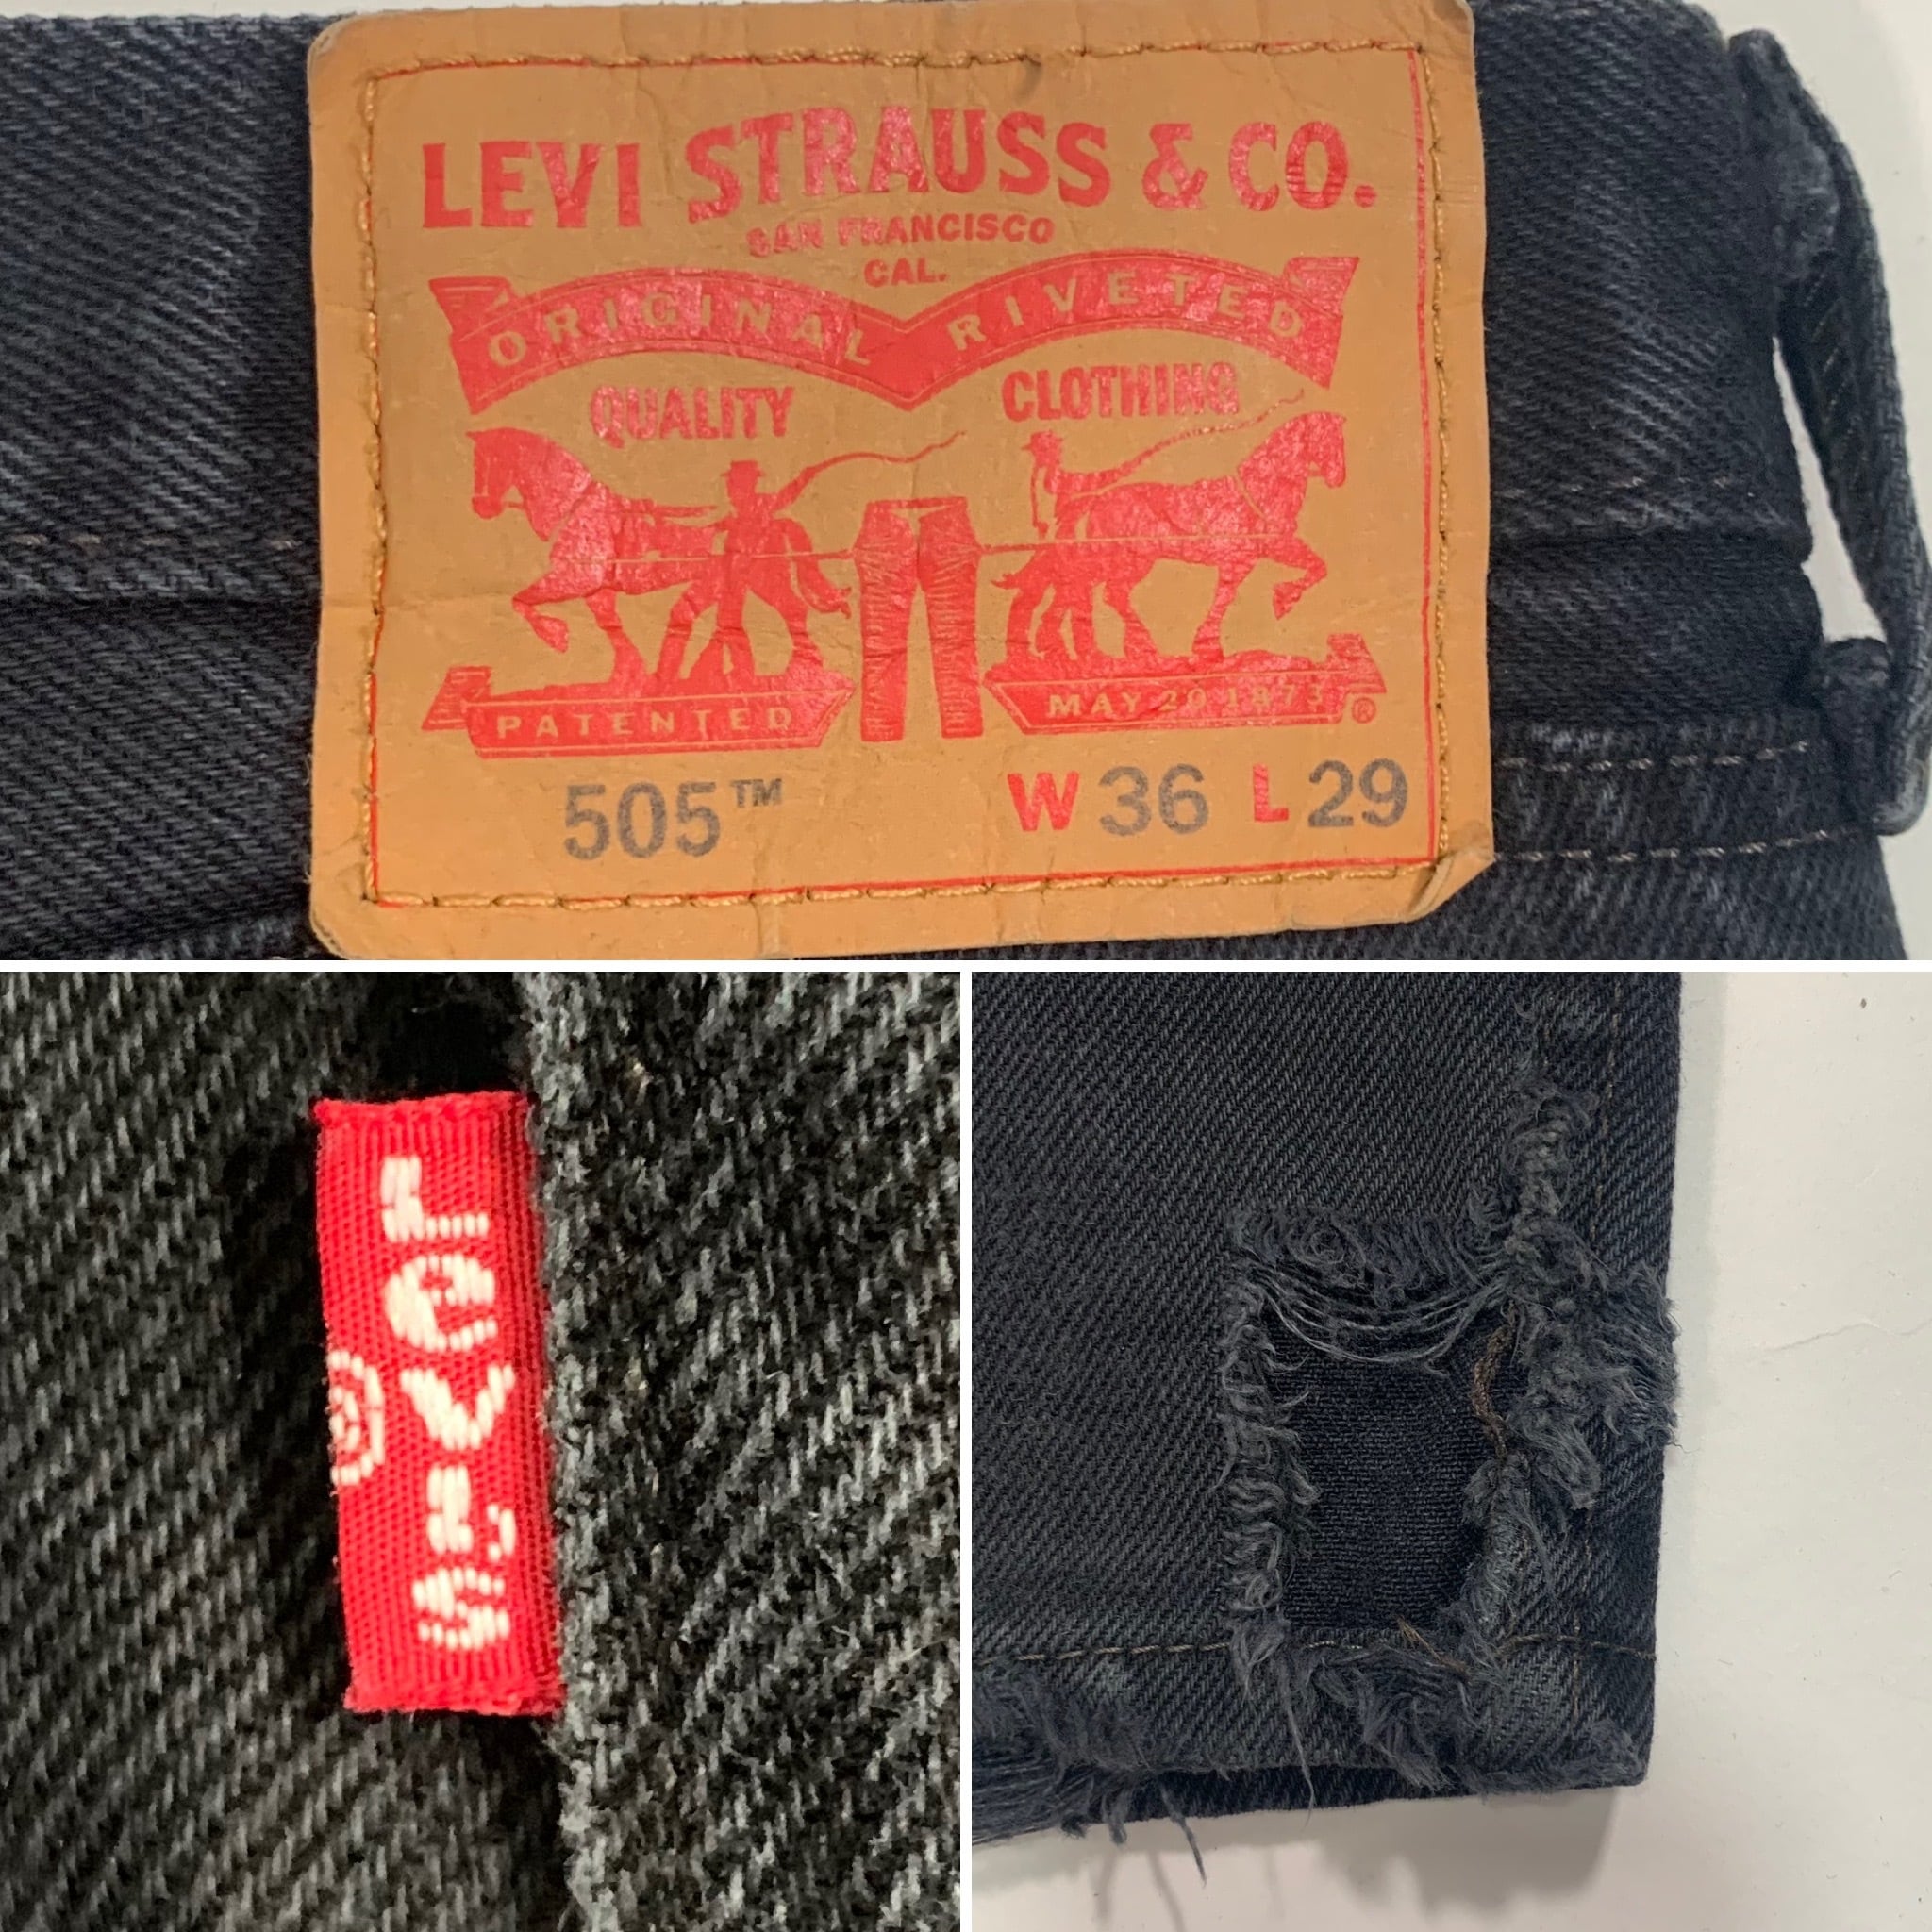 LEVI STRAUSS & CO.
SAN FRANCISCO
CAL.
ORIGINAL RIVETED
QUALITY CLOTHING
PATENTED MAY 20 1873 ®
505™ W 36 L 29
LeVi's
®